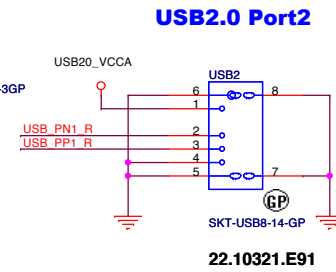 USB2.0 Port2
USB20_VCCA
-3GP
USB2
6
8
1
USB_PN1_R
2
USB_PP1_R
3
4
5
7
GP
SKT-USB8-14-GP
22.10321.E91